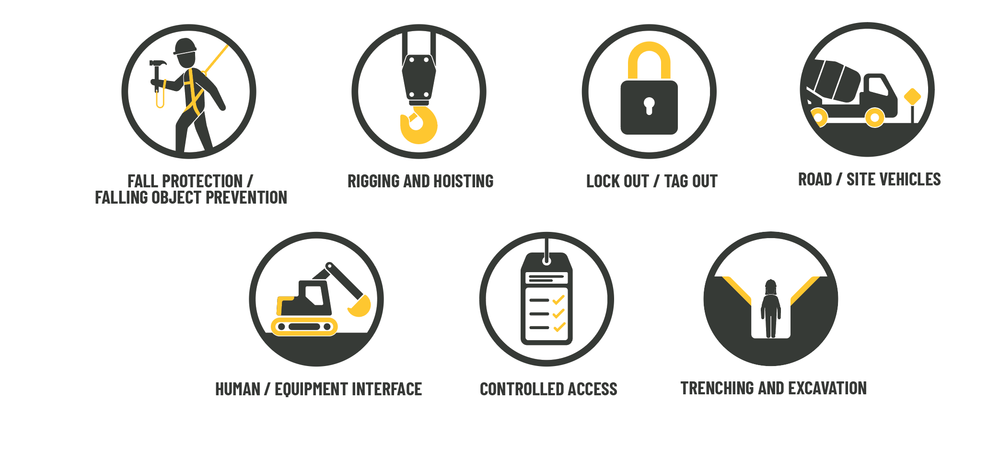 FALL PROTECTION /
FALLING OBJECT PREVENTION
RIGGING AND HOISTING
LOCK OUT / TAG OUT
ROAD / SITE VEHICLES
HUMAN / EQUIPMENT INTERFACE
CONTROLLED ACCESS
TRENCHING AND EXCAVATION